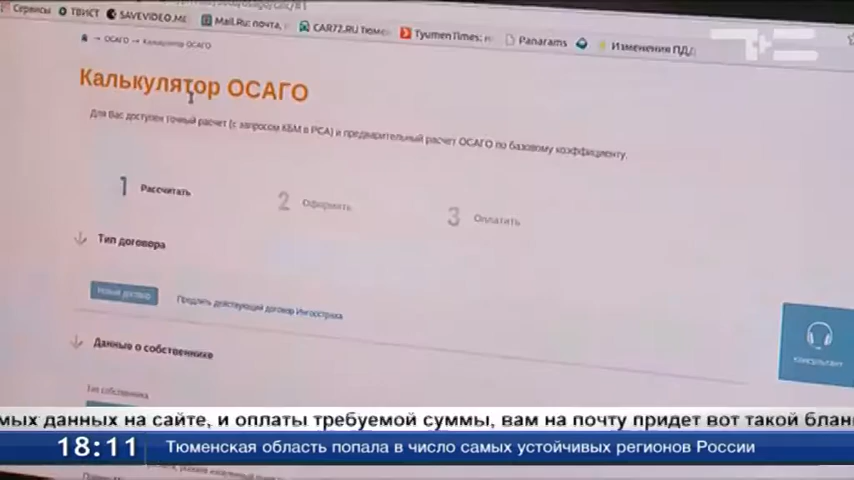 Сервисы ТВИСТ SAVEVIDEO.ME Mail.Ru: почта, CAR72.RU Тюме Tyumen Times: Panarams Изменения ПДД
→ ОСАГО → Калькулятор ОСАГО
Калькулятор ОСАГО
Для Вас доступен точный расчет (с запросом КБМ в РСА) и предварительный расчет ОСАГО по базовому коэффициенту.
1 Рассчитать 2 Оформить 3 Оплатить
Тип договора
Новый договор Продлить действующий договор Ингосстраха
Консультант
Данные о собственнике
Тип собственника
мых данных на сайте, и оплаты требуемой суммы, вам на почту придет вот такой блан
18:11 Тюменская область попала в число самых устойчивых регионов России